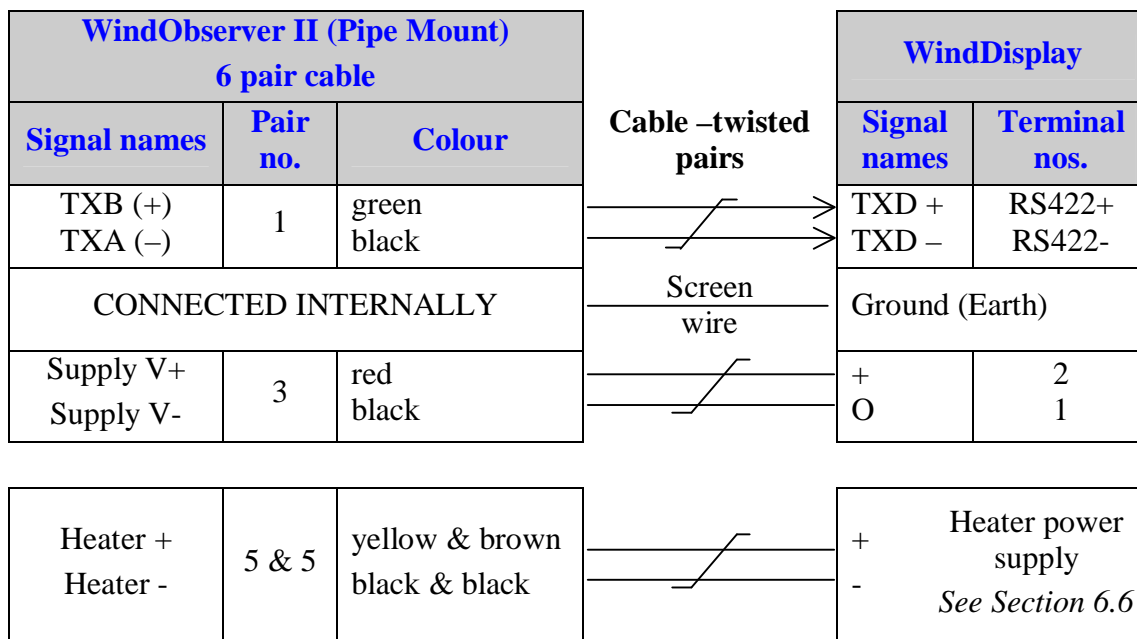 WindObserver II (Pipe Mount)
6 pair cable
WindDisplay
Signal names
Pair no.
Colour
Cable –twisted pairs
Signal names
Terminal nos.
TXB (+)
TXA (–)
1
green
black
TXD +
TXD –
RS422+
RS422-
CONNECTED INTERNALLY
Screen wire
Ground (Earth)
Supply V+
Supply V-
3
red
black
+
O
2
1
Heater +
Heater -
5 & 5
yellow & brown
black & black
+
-
Heater power
supply
See Section 6.6